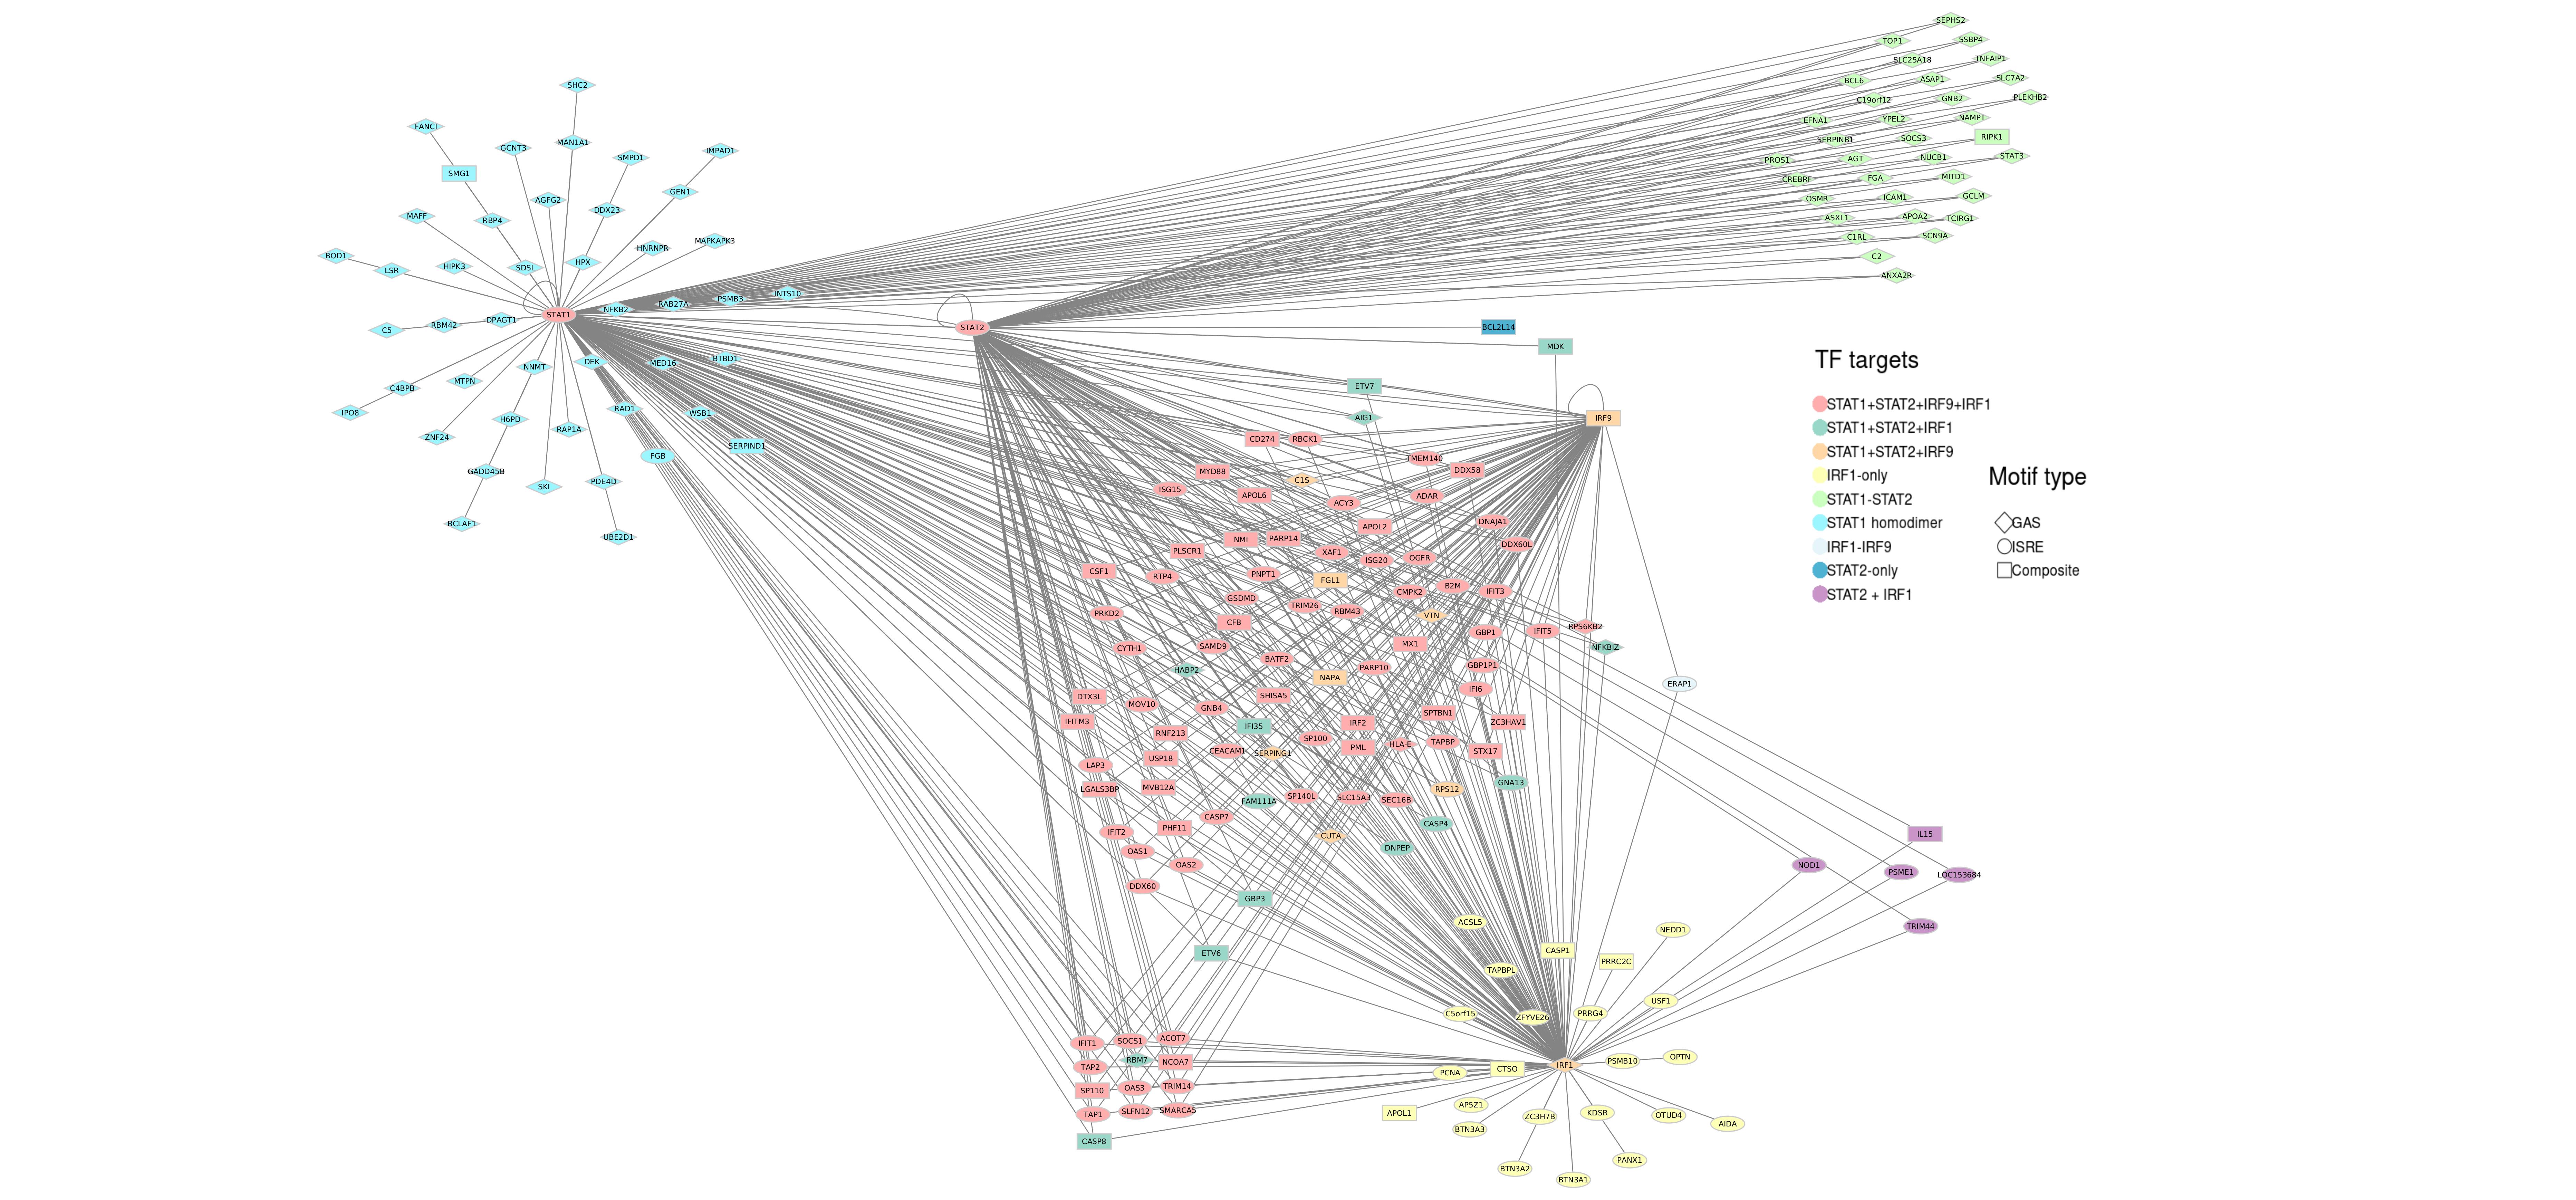 SEPHS2
TOP1
SSBP4
SLC25A18
TNFAIP1
BCL6
ASAP1
SLC7A2
C19orf12
GNB2
PLEKHB2
EFNA1
YPEL2
NAMPT
SERPINB1
SOCS3
RIPK1
PROS1
AGT
NUCB1
STAT3
CREBRF
FGA
MITD1
OSMR
ICAM1
GCLM
ASXL1
APOA2
TCIRG1
C1RL
SCN9A
C2
ANXA2R
SHC2
FANCI
GCNT3
MAN1A1
SMPD1
IMPAD1
SMG1
GEN1
AGFG2
DDX23
MAFF
RBP4
HNRNPR
MAPKAPK3
BOD1
LSR
HIPK3
SDSL
HPX
NFKB2
RAB27A
PSMB3
INTS10
STAT1
C5
RBM42
DPAGT1
DEK
MED16
BTBD1
NNMT
MTPN
C4BPB
IPO8
RAD1
WSB1
H6PD
RAP1A
ZNF24
SERPIND1
FGB
GADD45B
SKI
PDE4D
BCLAF1
UBE2D1
STAT2
BCL2L14
MDK
ETV7
AIG1
IRF9
CD274
RBCK1
TMEM140
DDX58
MYD88
C1S
ISG15
APOL6
ACY3
ADAR
APOL2
DNAJA1
NMI
PARP14
DDX60L
PLSCR1
XAF1
ISG20
OGFR
CSF1
RTP4
PNPT1
FGL1
B2M
CMPK2
IFIT3
GSDMD
TRIM26
RBM43
VTN
PRKD2
CFB
GBP1
IFIT5
RPS6KB2
CYTH1
SAMD9
MX1
NFKBIZ
BATF2
HABP2
PARP10
GBP1P1
NAPA
ERAP1
IFI6
DTX3L
MOV10
SHISA5
GNB4
SPTBN1
IFITM3
IFI35
IRF2
ZC3HAV1
RNF213
SP100
CEACAM1
SERPING1
PML
HLA-E
TAPBP
STX17
USP18
LAP3
LGALS3BP
MVB12A
GNA13
RPS12
FAM111A
SP140L
SLC15A3
SEC16B
CASP7
CASP4
IFIT2
PHF11
CUTA
OAS1
DNPEP
OAS2
DDX60
GBP3
IL15
NOD1
PSME1
LOC153684
TRIM44
ETV6
ACSL5
NEDD1
CASP1
PRRC2C
TAPBPL
USF1
C5orf15
ZFYVE26
PRRG4
IFIT1
SOCS1
ACOT7
RBM7
NCOA7
TAP2
SP110
OAS3
TRIM14
TAP1
SLFN12
SMARCA5
CASP8
IRF1
PSMB10
OPTN
PCNA
CTSO
APOL1
AP5Z1
BTN3A3
ZC3H7B
KDSR
OTUD4
AIDA
BTN3A2
PANX1
BTN3A1
TF targets
STAT1+STAT2+IRF9+IRF1
STAT1+STAT2+IRF1
STAT1+STAT2+IRF9
IRF1-only
STAT1-STAT2
STAT1 homodimer
IRF1-IRF9
STAT2-only
STAT2 + IRF1
Motif type
GAS
ISRE
Composite